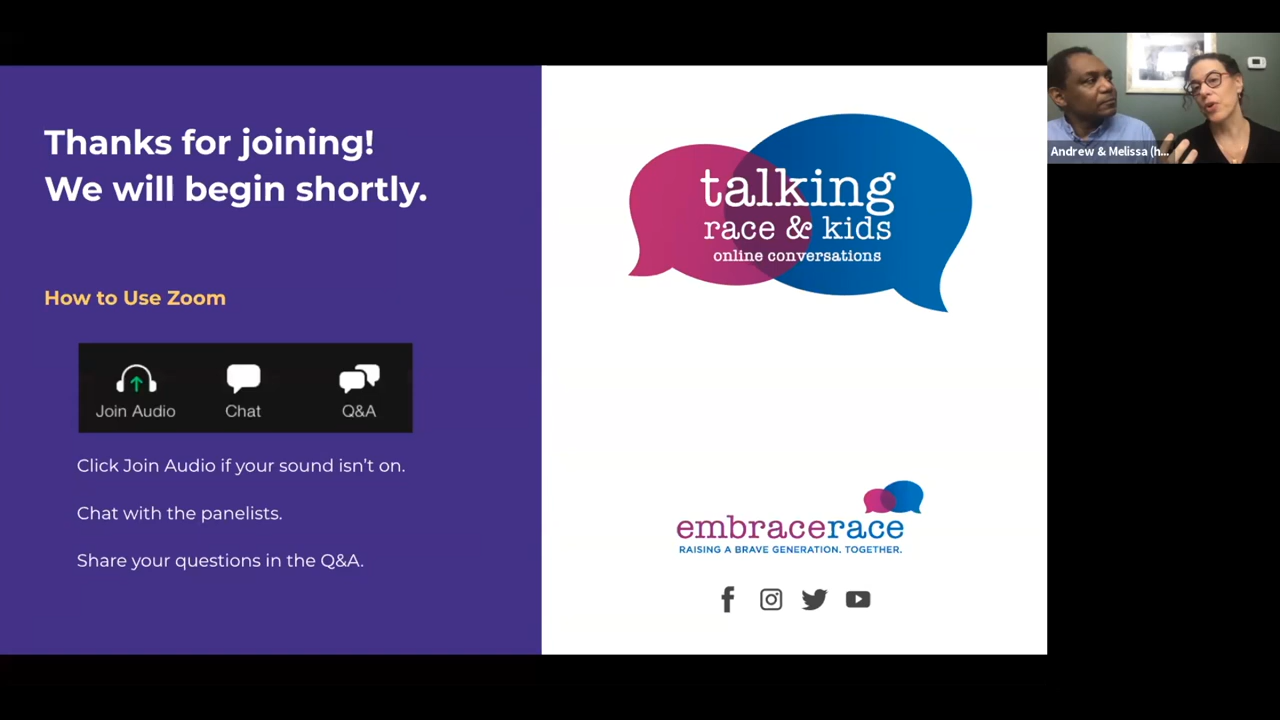 Thanks for joining!
We will begin shortly.
How to Use Zoom
Join Audio
Chat
Q&A
Click Join Audio if your sound isn't on.
Chat with the panelists.
Share your questions in the Q&A.
talking
race & kids
online conversations
embracerace
RAISING A BRAVE GENERATION. TOGETHER.
Andrew & Melissa (h...